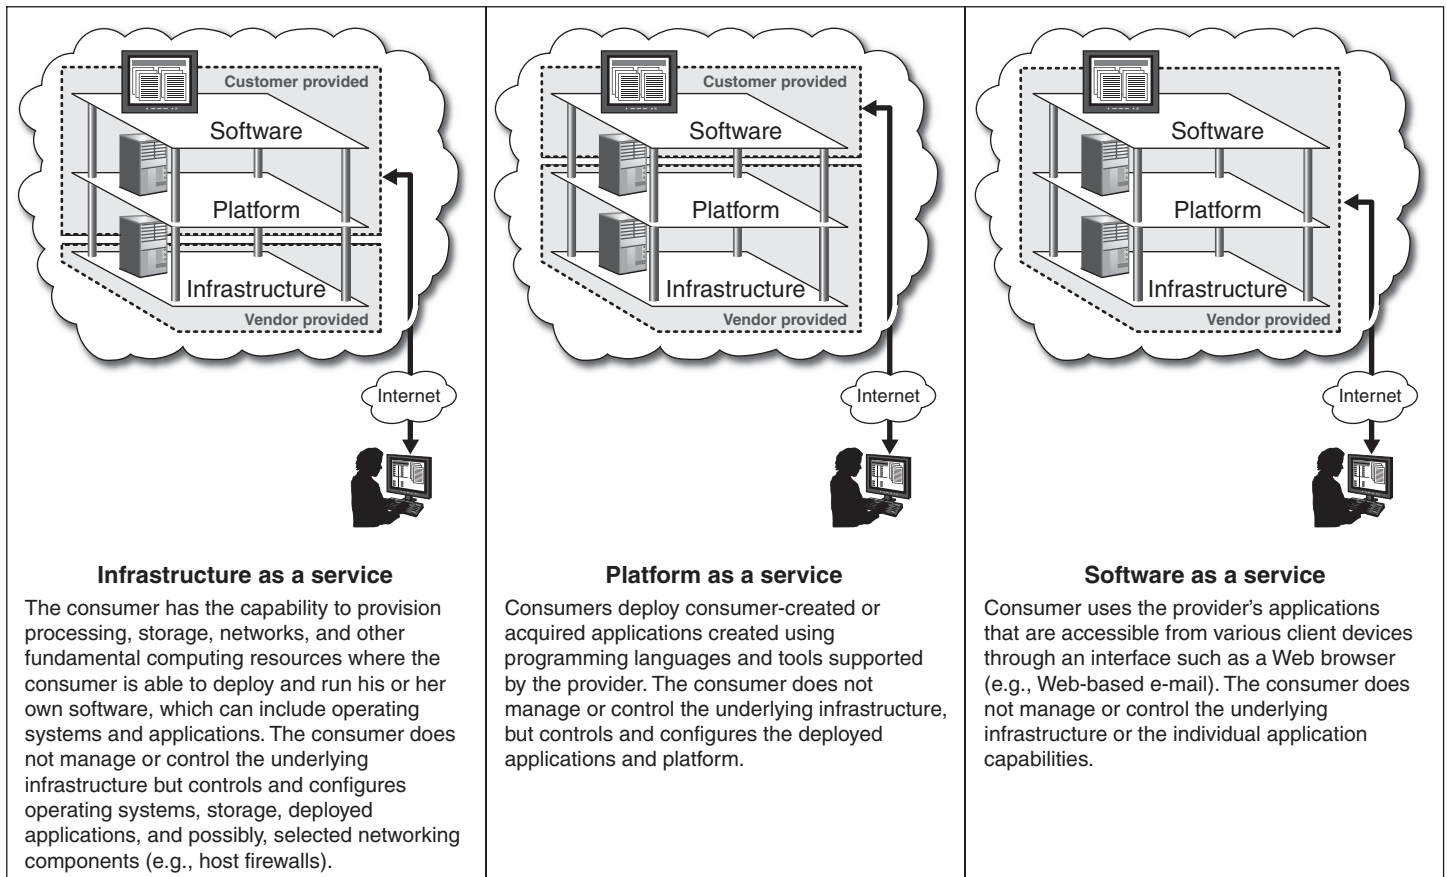 Customer provided
Software
Platform
Infrastructure
Vendor provided
Internet
Infrastructure as a service
The consumer has the capability to provision
processing, storage, networks, and other
fundamental computing resources where the
consumer is able to deploy and run his or her
own software, which can include operating
systems and applications. The consumer does
not manage or control the underlying
infrastructure but controls and configures
operating systems, storage, deployed
applications, and possibly, selected networking
components (e.g., host firewalls).
Customer provided
Software
Platform
Infrastructure
Vendor provided
Internet
Platform as a service
Consumers deploy consumer-created or
acquired applications created using
programming languages and tools supported
by the provider. The consumer does not
manage or control the underlying infrastructure,
but controls and configures the deployed
applications and platform.
Software
Platform
Infrastructure
Vendor provided
Internet
Software as a service
Consumer uses the provider’s applications
that are accessible from various client devices
through an interface such as a Web browser
(e.g., Web-based e-mail). The consumer does
not manage or control the underlying
infrastructure or the individual application
capabilities.